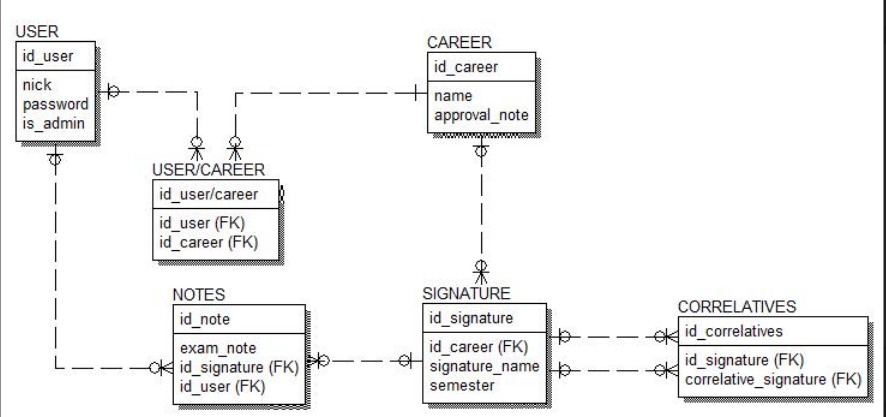 USER
id_user
nick
password
is_admin
CAREER
id_career
name
approval_note
USER/CAREER
id_user/career
id_user (FK)
id_career (FK)
NOTES
id_note
exam_note
id_signature (FK)
id_user (FK)
SIGNATURE
id_signature
id_career (FK)
signature_name
semester
CORRELATIVES
id_correlatives
id_signature (FK)
correlative_signature (FK)